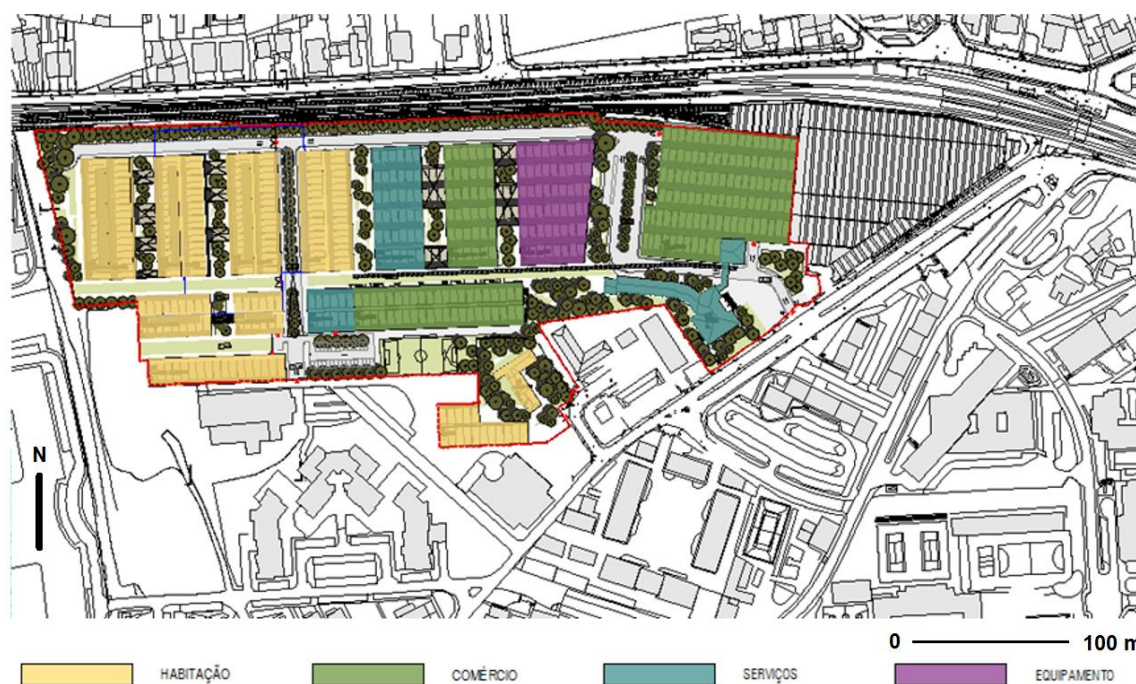 N
0 100 m
HABITAÇÃO
COMÉRCIO
SERVIÇOS
EQUIPAMENTO